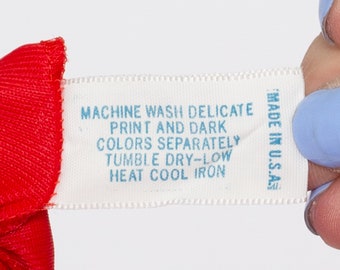 MACHINE WASH DELICATE
PRINT AND DARK
COLORS SEPARATELY
TUMBLE DRY-LOW
HEAT COOL IRON
MADE IN U.S.A.